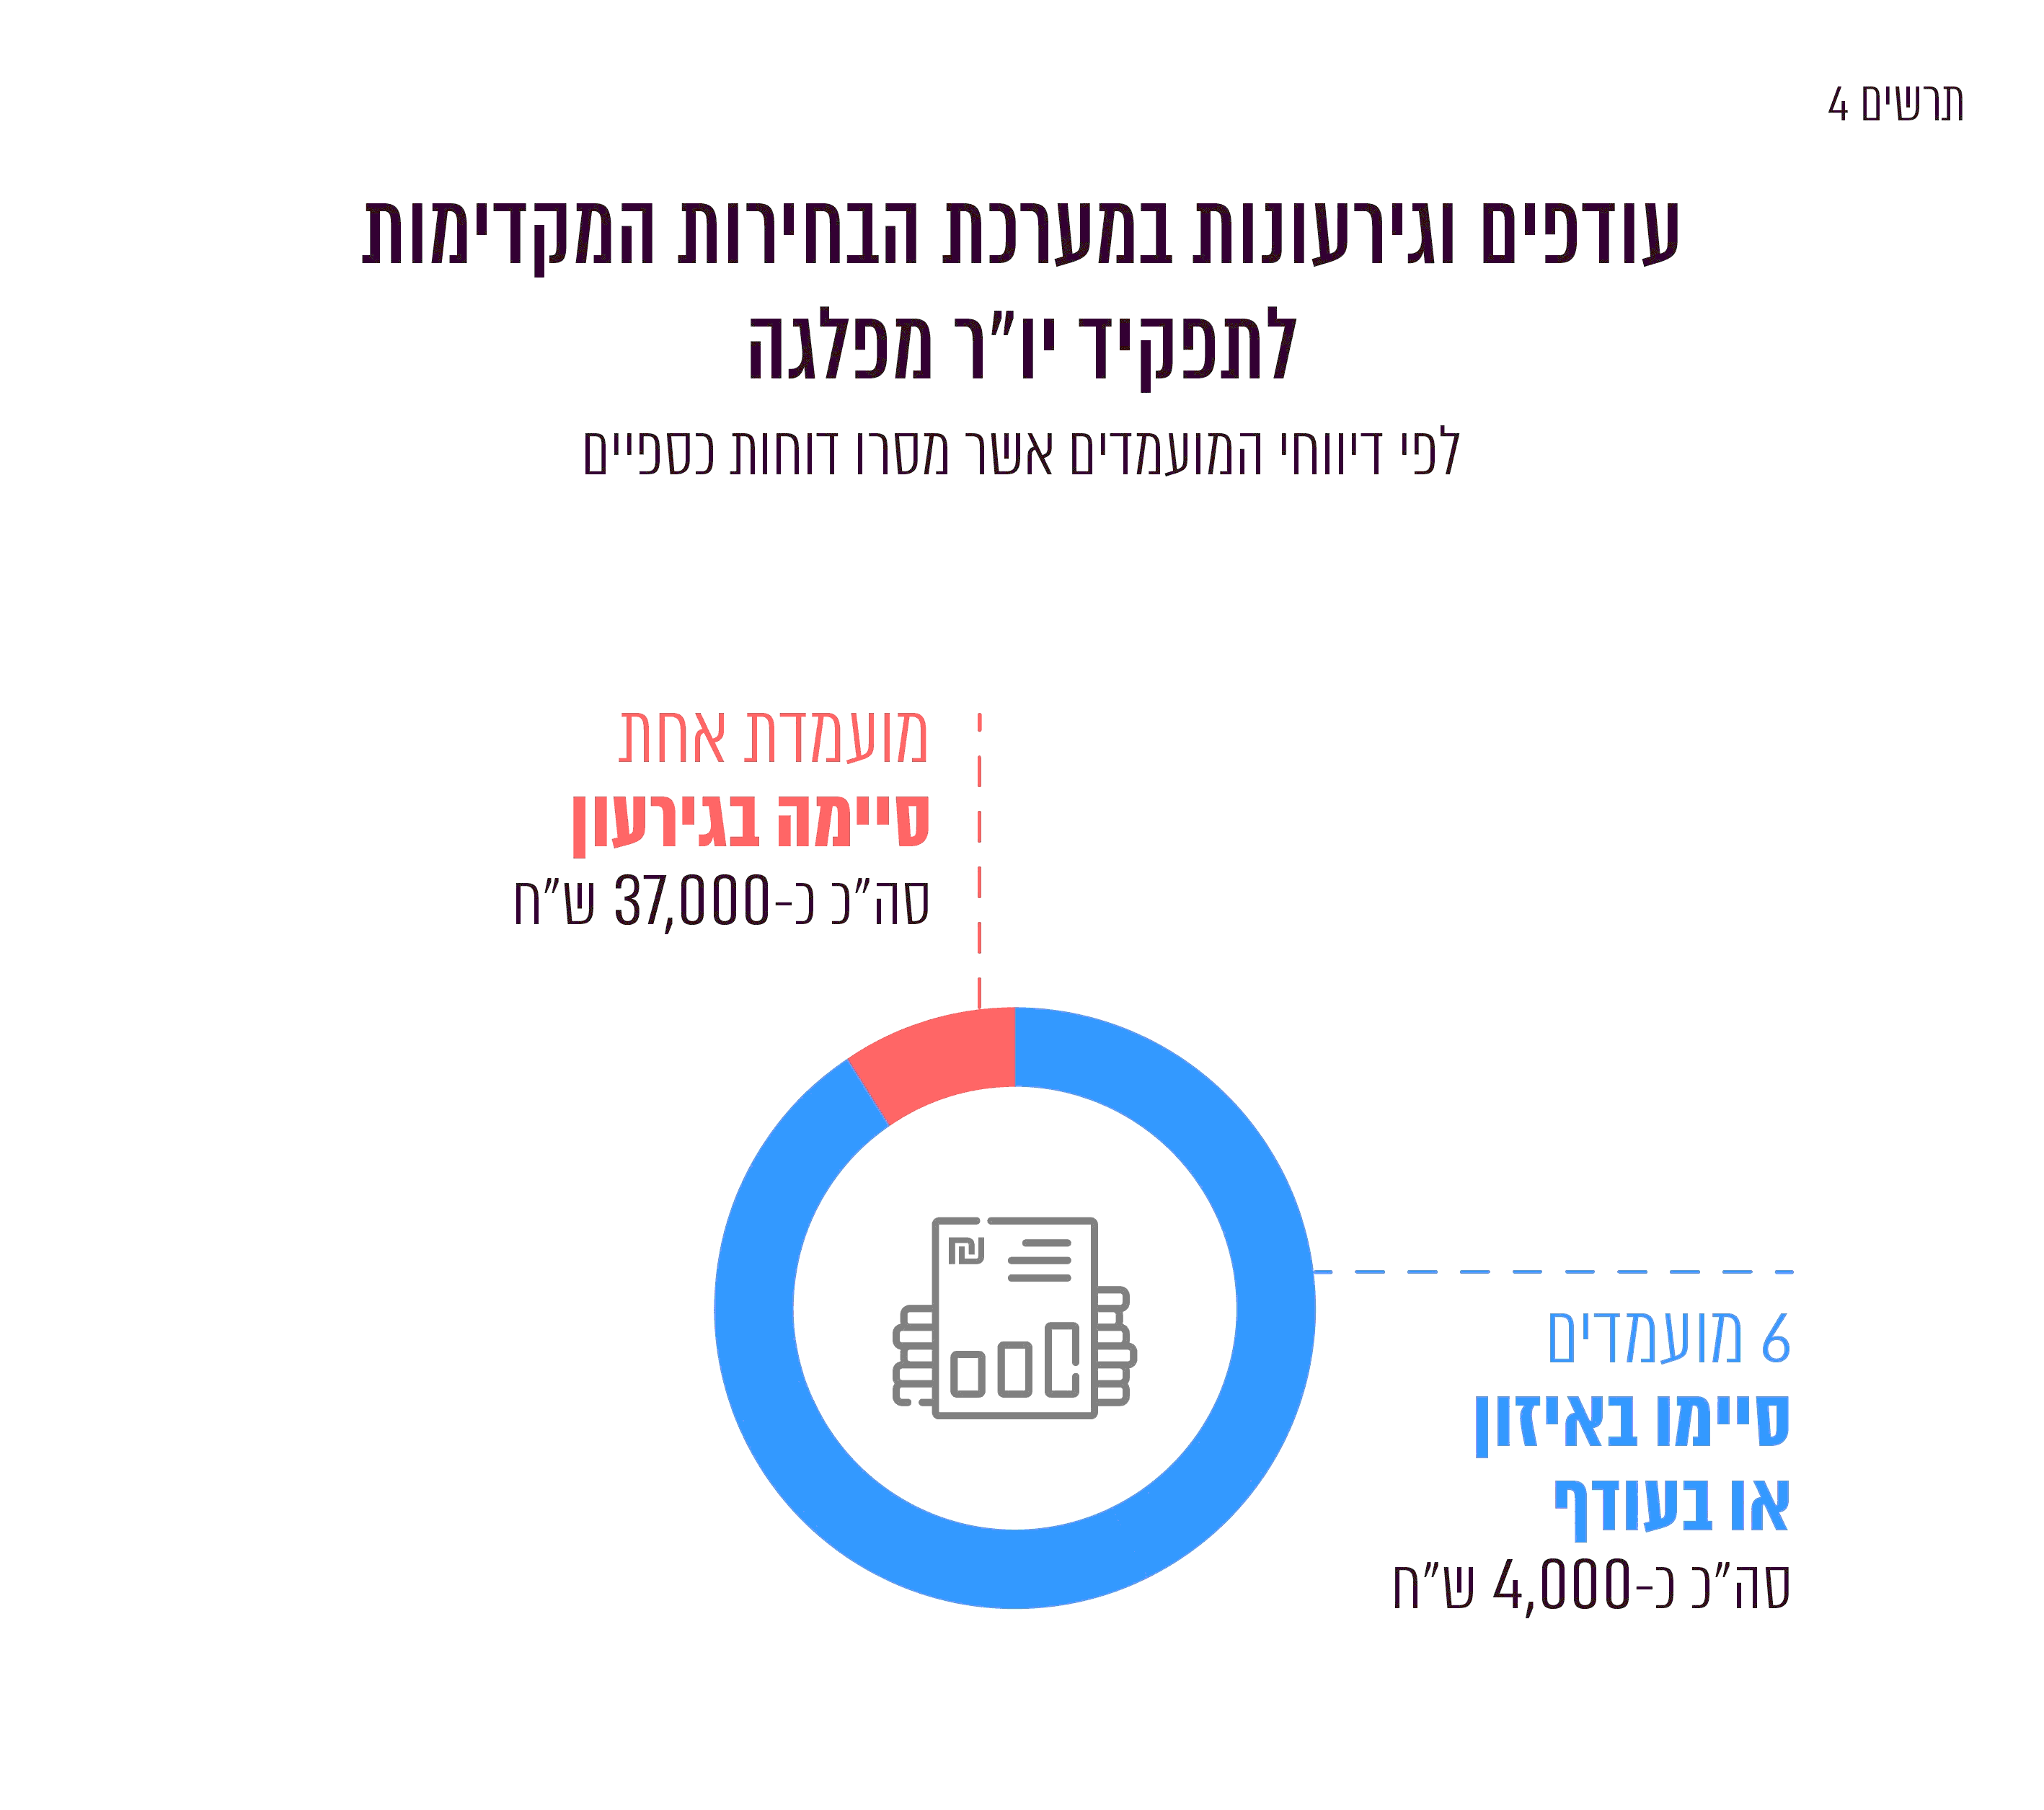 תרשים 4
עודפים וגירעונות במערכת הבחירות המקדימות
לתפקיד יו"ר מפלגה
לפי דיווחי המועמדים אשר מסרו דוחות כספיים
מועמדת אחת
סיימה בגירעון
סה"כ כ-37,000 ש"ח
₪
6 מועמדים
סיימו באיזון
או בעודף
סה"כ כ-4,000 ש"ח